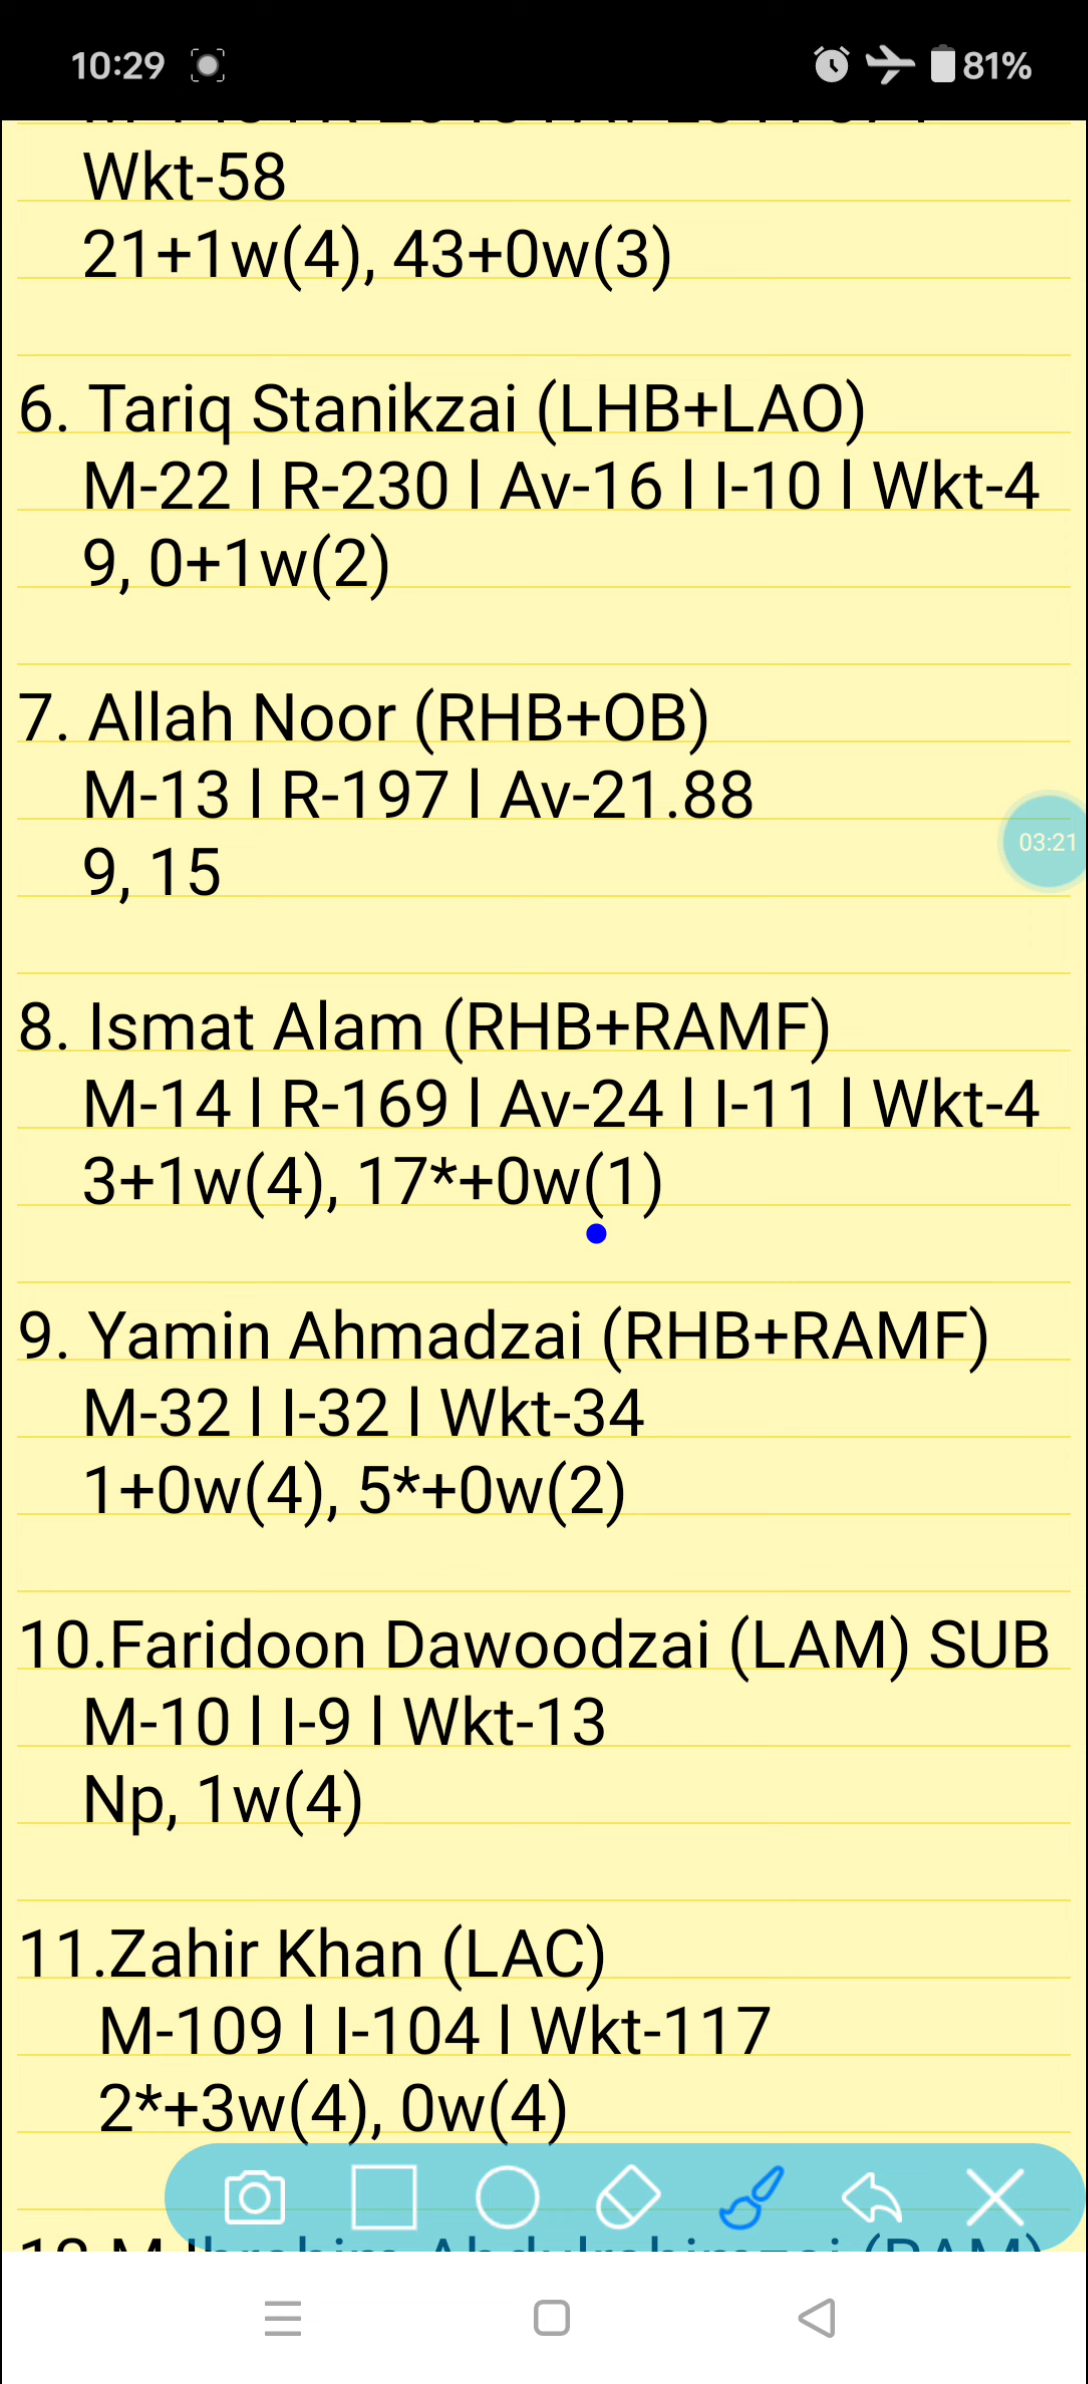 10:29 81%
Wkt-58
21+1w(4), 43+0w(3)
6. Tariq Stanikzai (LHB+LAO)
M-22 l R-230 l Av-16 l I-10 l Wkt-4
9, 0+1w(2)
7. Allah Noor (RHB+OB)
M-13 l R-197 l Av-21.88
9, 15
03:21
8. Ismat Alam (RHB+RAMF)
M-14 l R-169 l Av-24 l I-11 l Wkt-4
3+1w(4), 17*+0w(1)
9. Yamin Ahmadzai (RHB+RAMF)
M-32 l I-32 l Wkt-34
1+0w(4), 5*+0w(2)
10.Faridoon Dawoodzai (LAM) SUB
M-10 l I-9 l Wkt-13
Np, 1w(4)
11.Zahir Khan (LAC)
M-109 l I-104 l Wkt-117
2*+3w(4), 0w(4)